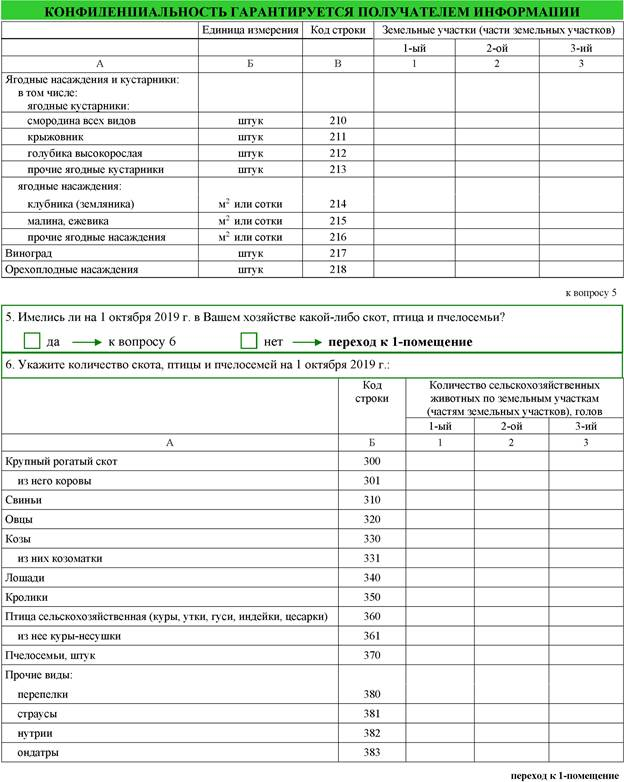 КОНФИДЕНЦИАЛЬНОСТЬ ГАРАНТИРУЕТСЯ ПОЛУЧАТЕЛЕМ ИНФОРМАЦИИ
Единица измерения Код строки Земельные участки (части земельных участков)
1-ый 2-ой 3-ий
А Б В 1 2 3
Ягодные насаждения и кустарники:
в том числе:
ягодные кустарники:
смородина всех видов штук 210
крыжовник штук 211
голубика высокорослая штук 212
прочие ягодные кустарники штук 213
ягодные насаждения:
клубника (земляника) м² или сотки 214
малина, ежевика м² или сотки 215
прочие ягодные насаждения м² или сотки 216
Виноград штук 217
Орехоплодные насаждения штук 218
к вопросу 5
5. Имелись ли на 1 октября 2019 г. в Вашем хозяйстве какой-либо скот, птица и пчелосемьи?
да → к вопросу 6 нет → переход к 1-помещение
6. Укажите количество скота, птицы и пчелосемей на 1 октября 2019 г.:
Код строки Количество сельскохозяйственных
животных по земельным участкам
(частям земельных участков), голов
1-ый 2-ой 3-ий
А Б 1 2 3
Крупный рогатый скот 300
из него коровы 301
Свиньи 310
Овцы 320
Козы 330
из них козоматки 331
Лошади 340
Кролики 350
Птица сельскохозяйственная (куры, утки, гуси, индейки, цесарки) 360
из нее куры-несушки 361
Пчелосемьи, штук 370
Прочие виды:
перепелки 380
страусы 381
нутрии 382
ондатры 383
переход к 1-помещение